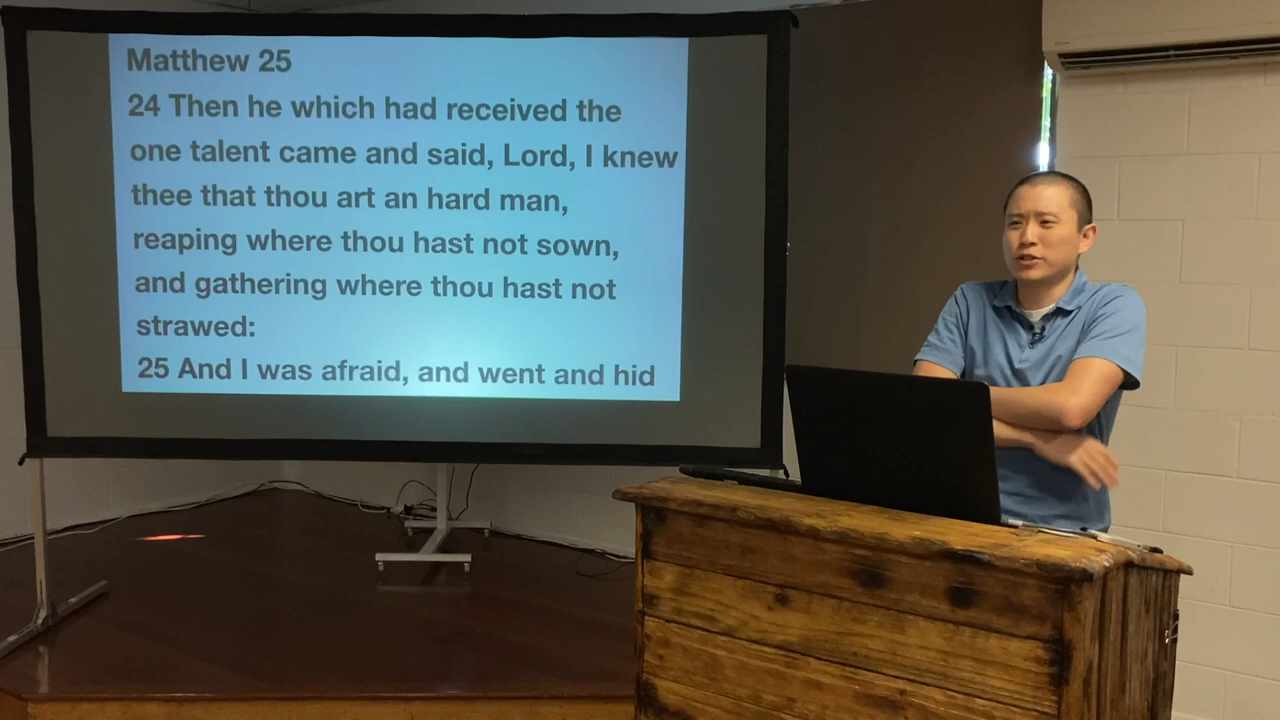 Matthew 25
24 Then he which had received the
one talent came and said, Lord, I knew
thee that thou art an hard man,
reaping where thou hast not sown,
and gathering where thou hast not
strawed:
25 And I was afraid, and went and hid